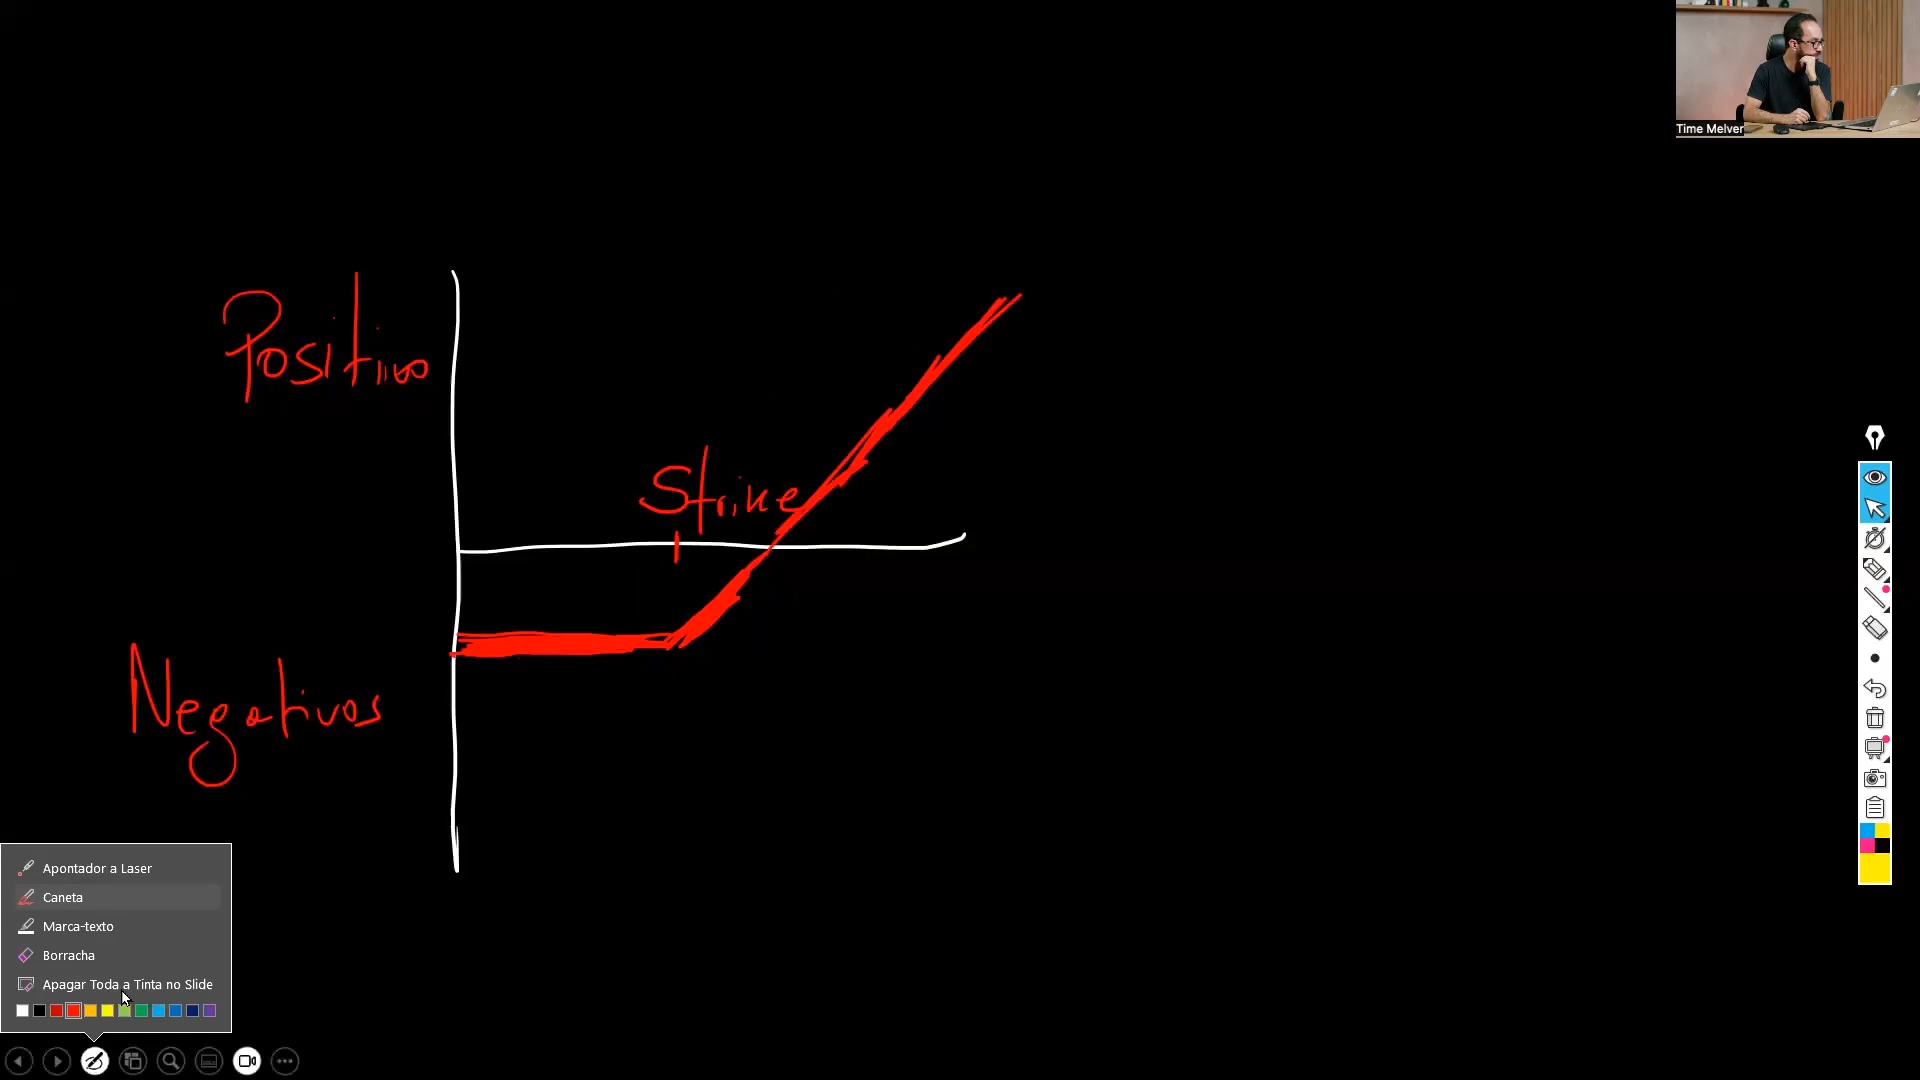 Time Melver
Positivo
Strike
Negativos
Apontador a Laser
Caneta
Marca-texto
Borracha
Apagar Toda a Tinta no Slide